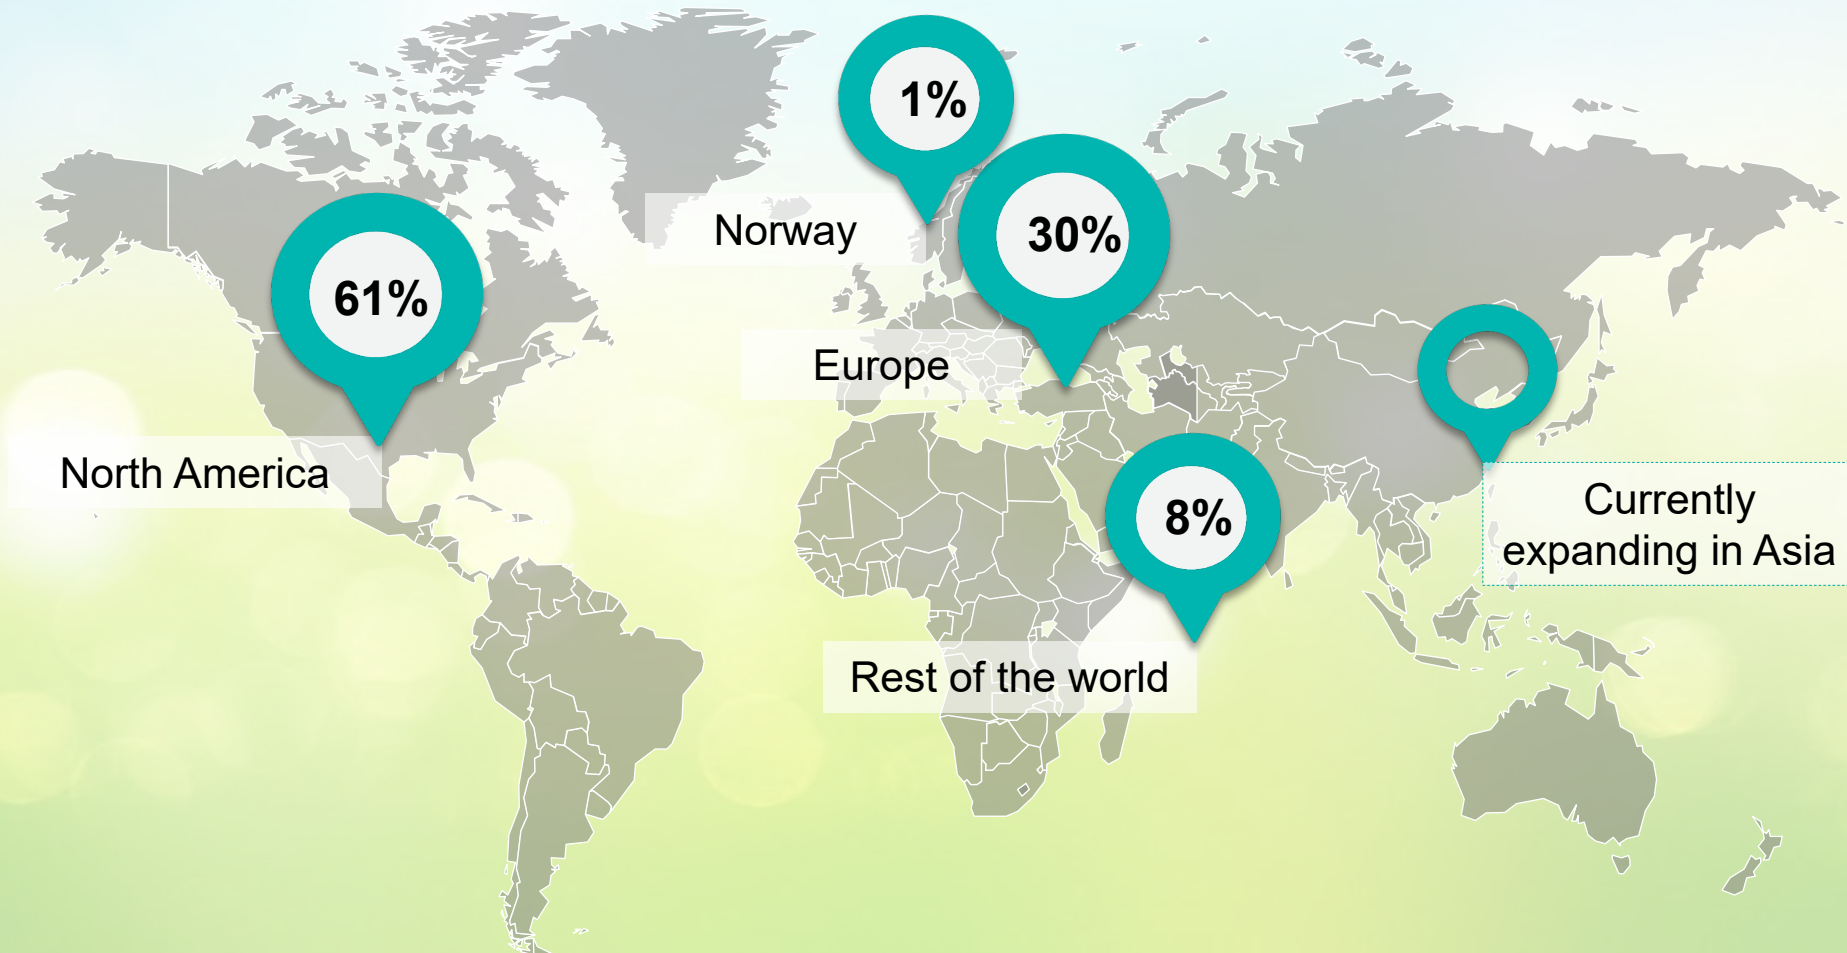 1%
Norway
30%
61%
Europe
North America
8%
Currently
expanding in Asia
Rest of the world